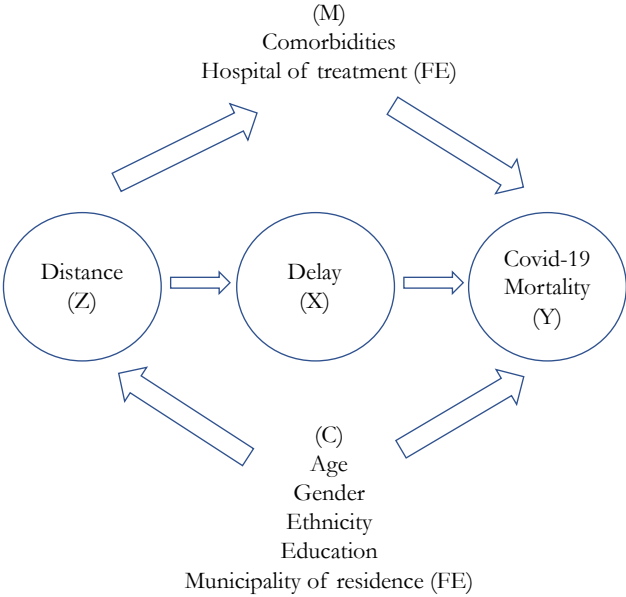 (M)
Comorbidities
Hospital of treatment (FE)
Distance
(Z)
Delay
(X)
Covid-19
Mortality
(Y)
(C)
Age
Gender
Ethnicity
Education
Municipality of residence (FE)